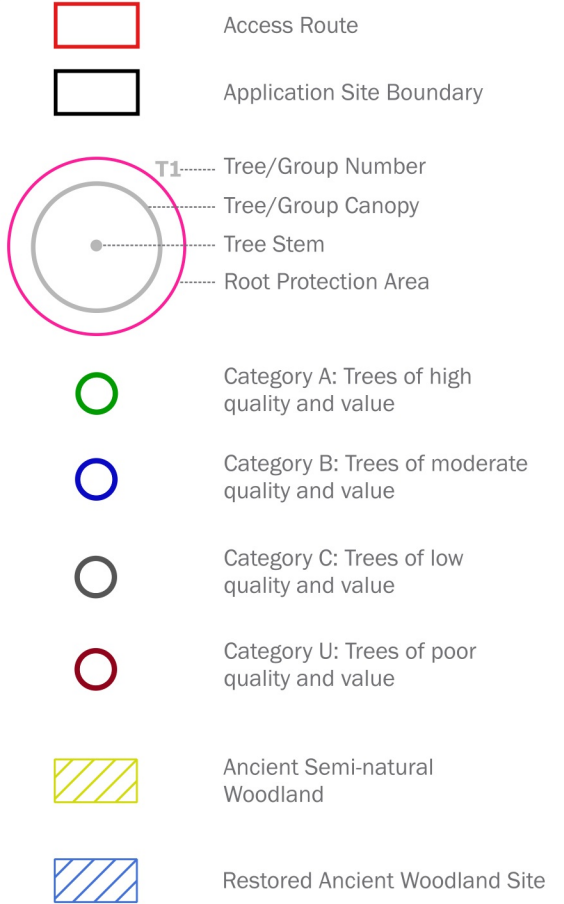 Access Route
Application Site Boundary
T1
Tree/Group Number
Tree/Group Canopy
Tree Stem
Root Protection Area
Category A: Trees of high
quality and value
Category B: Trees of moderate
quality and value
Category C: Trees of low
quality and value
Category U: Trees of poor
quality and value
Ancient Semi-natural
Woodland
Restored Ancient Woodland Site